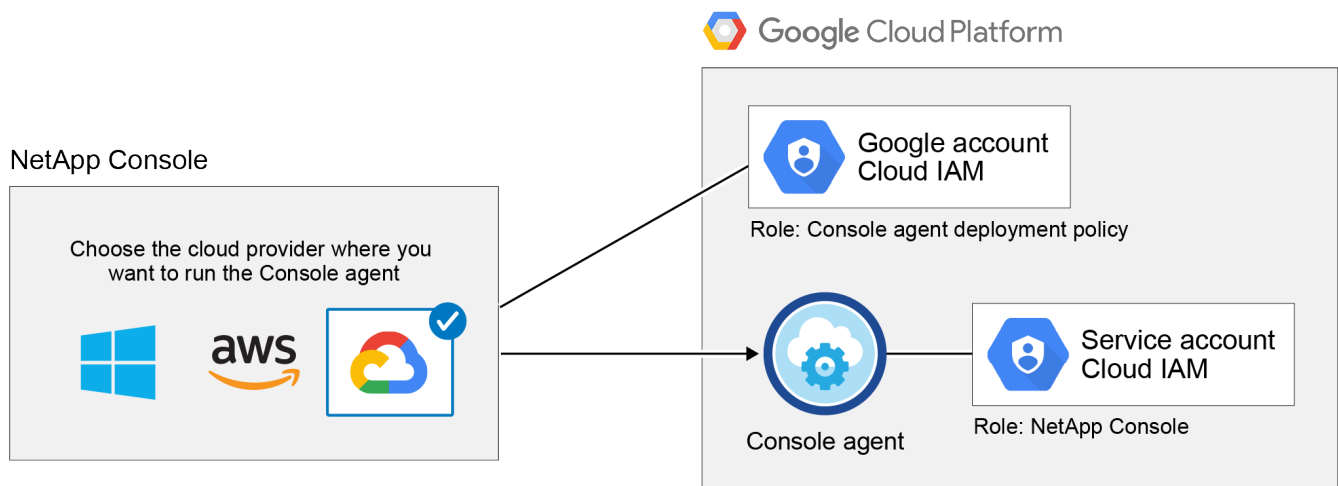 Google Cloud Platform
NetApp Console
Choose the cloud provider where you
want to run the Console agent
aws
Google account
Cloud IAM
Role: Console agent deployment policy
Console agent
Service account
Cloud IAM
Role: NetApp Console